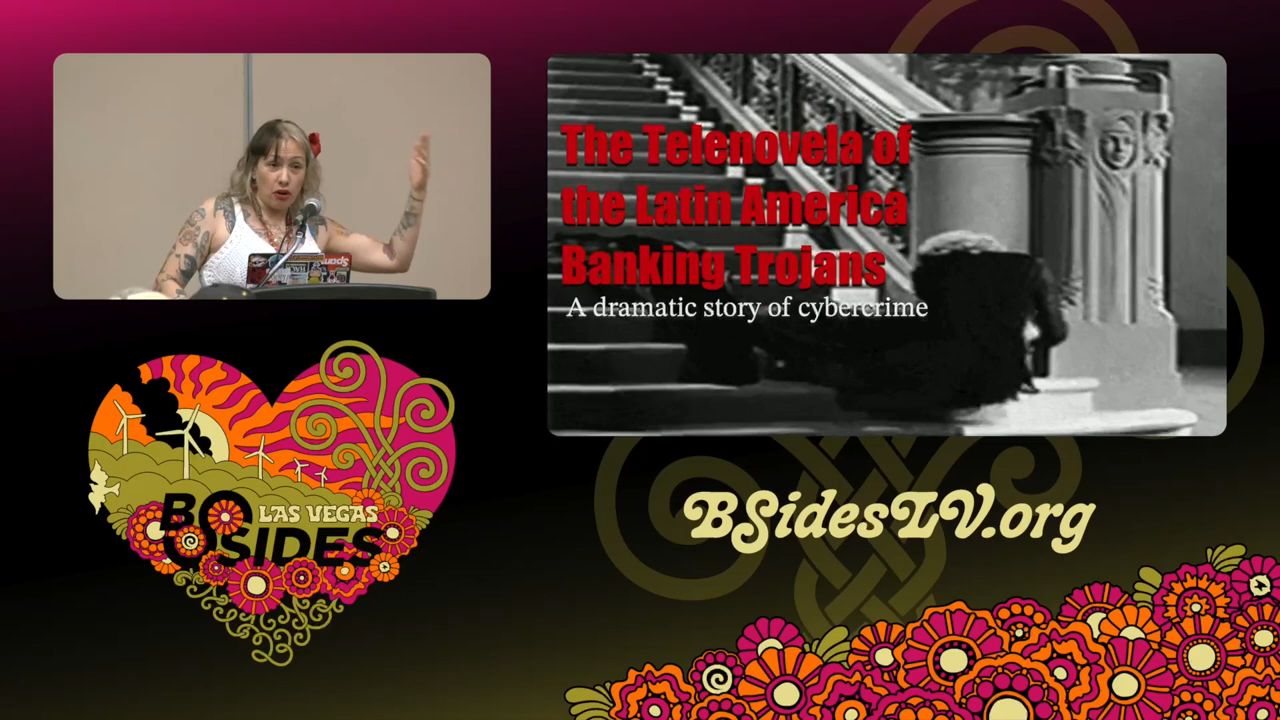 The Telenovela of
the Latin America
Banking Trojans
A dramatic story of cybercrime
LAS VEGAS
BSIDES
BSidesLV.org